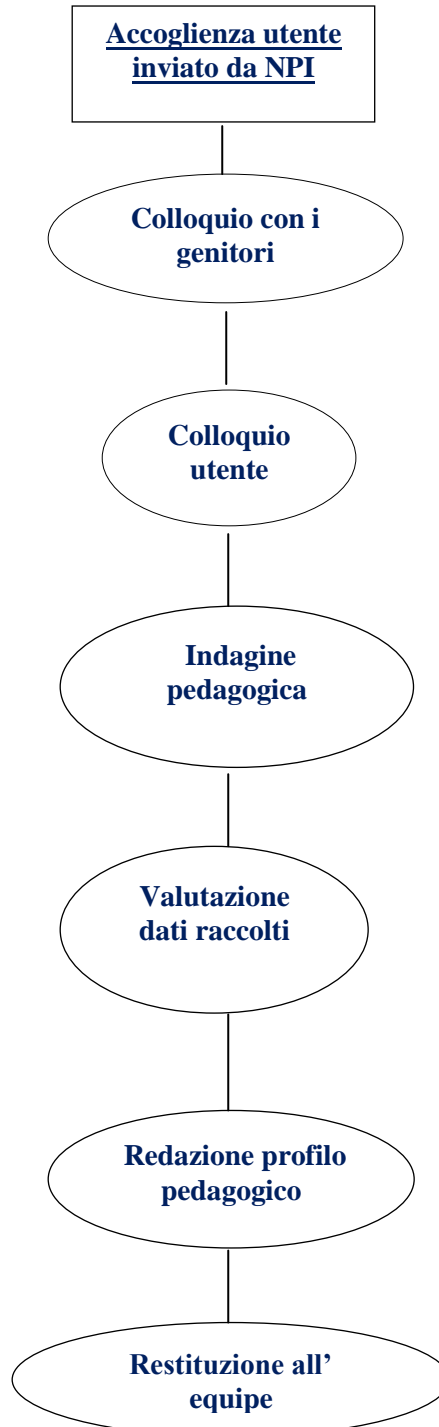 Accoglienza utente
inviato da NPI
Colloquio con i
genitori
Colloquio
utente
Indagine
pedagogica
Valutazione
dati raccolti
Redazione profilo
pedagogico
Restituzione all'
equipe